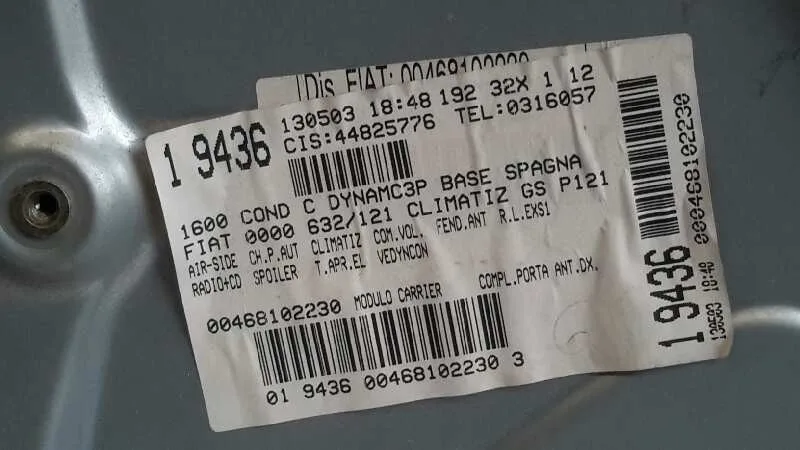 Dis FIAT: 00468100000
1 9436
130503 18:48 192 32X 1 12
CIS:44825776 TEL:0316057
1600 COND C DYNAMC3P BASE SPAGNA
FIAT 0000 632/121 CLIMATIZ GS P121
AIR-SIDE CH.P.AUT CLIMATIZ COM.VOL. FEND.ANT R.L.EXS1
RADIO+CD SPOILER T.APR.EL VEDYNCON
00468102230 MODULO CARRIER COMPL.PORTA ANT.DX.
01 9436 00468102230 3
1 9436
130503 18:48
000468102230